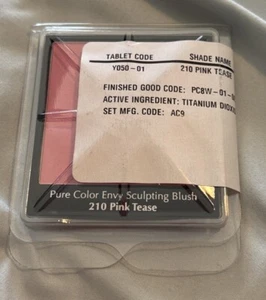 TABLET CODE SHADE NAME
Y050-01 210 PINK TEASE
FINISHED GOOD CODE: PC8W-01-
ACTIVE INGREDIENT: TITANIUM
SET MFG. CODE: AC9
Pure Color Envy Sculpting Blush
210 Pink Tease